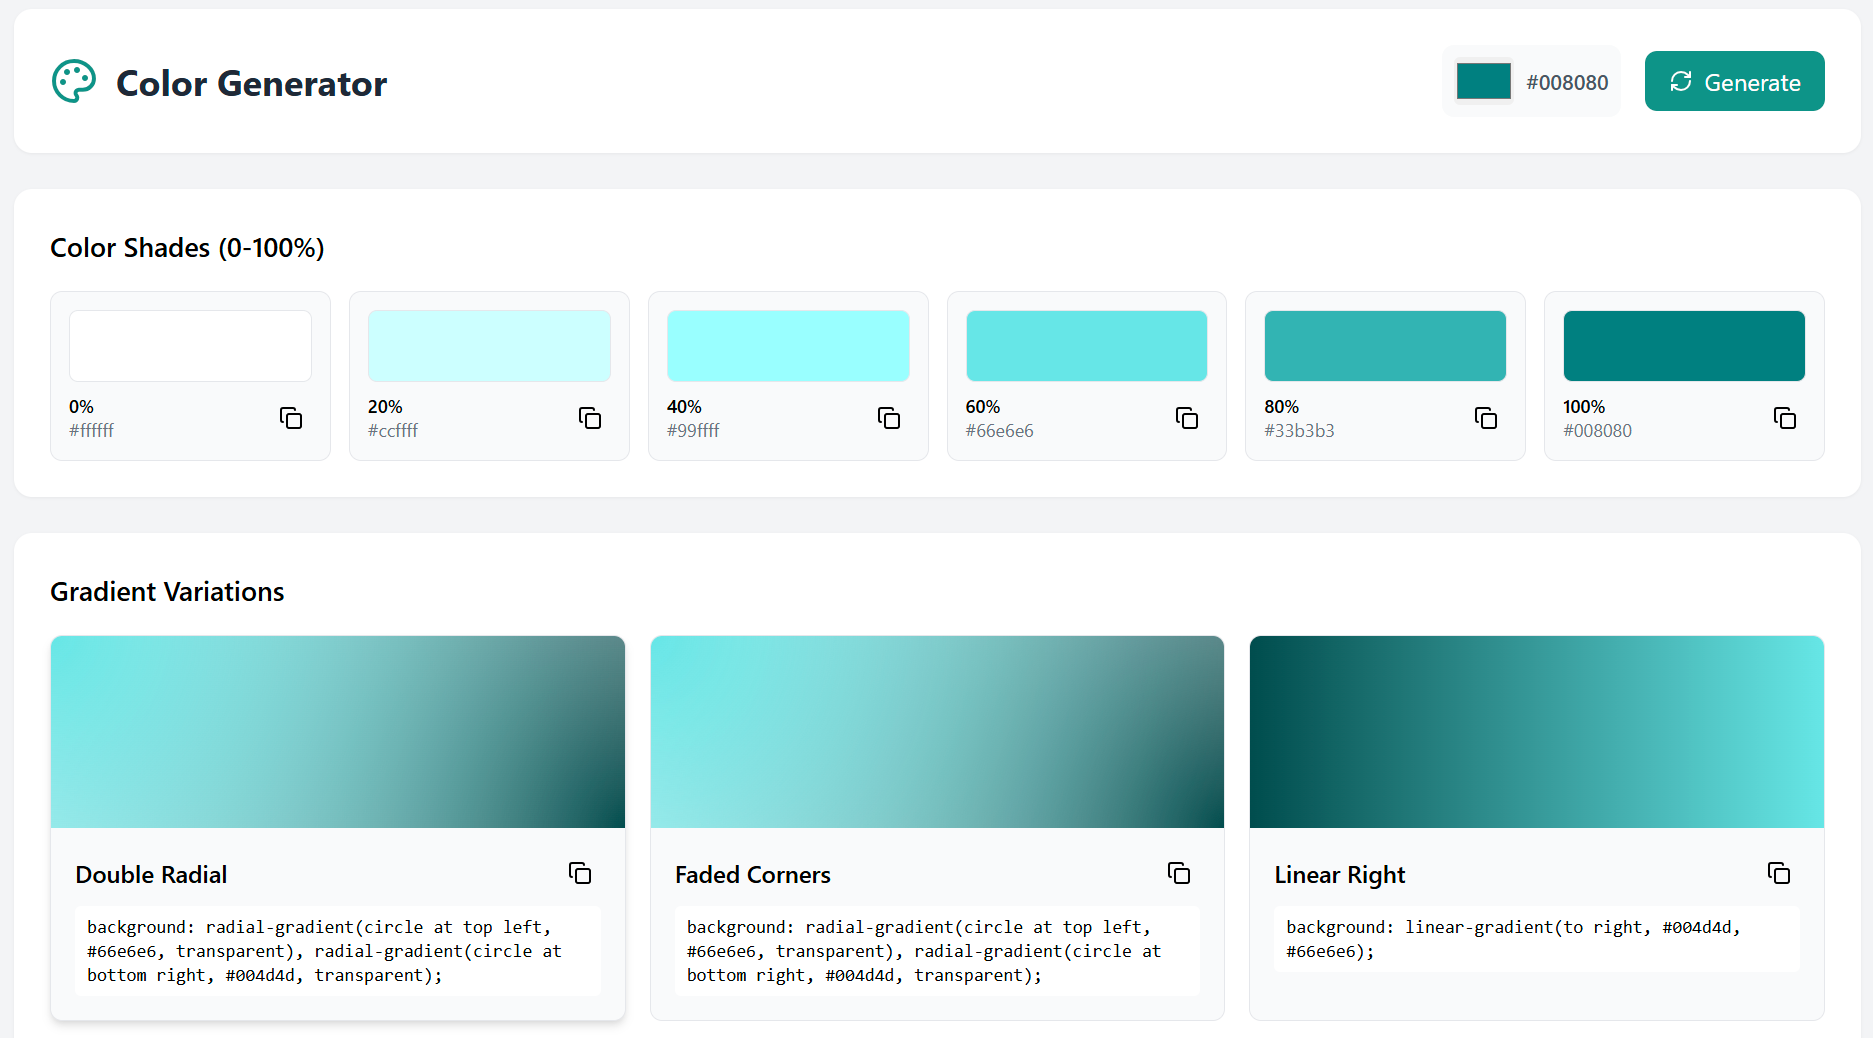 Color Generator
#008080
Generate
Color Shades (0-100%)
0%
#ffffff
20%
#ccffff
40%
#99ffff
60%
#66e6e6
80%
#33b3b3
100%
#008080
Gradient Variations
Double Radial
background: radial-gradient(circle at top left,
#66e6e6, transparent), radial-gradient(circle at
bottom right, #004d4d, transparent);
Faded Corners
background: radial-gradient(circle at top left,
#66e6e6, transparent), radial-gradient(circle at
bottom right, #004d4d, transparent);
Linear Right
background: linear-gradient(to right, #004d4d,
#66e6e6);